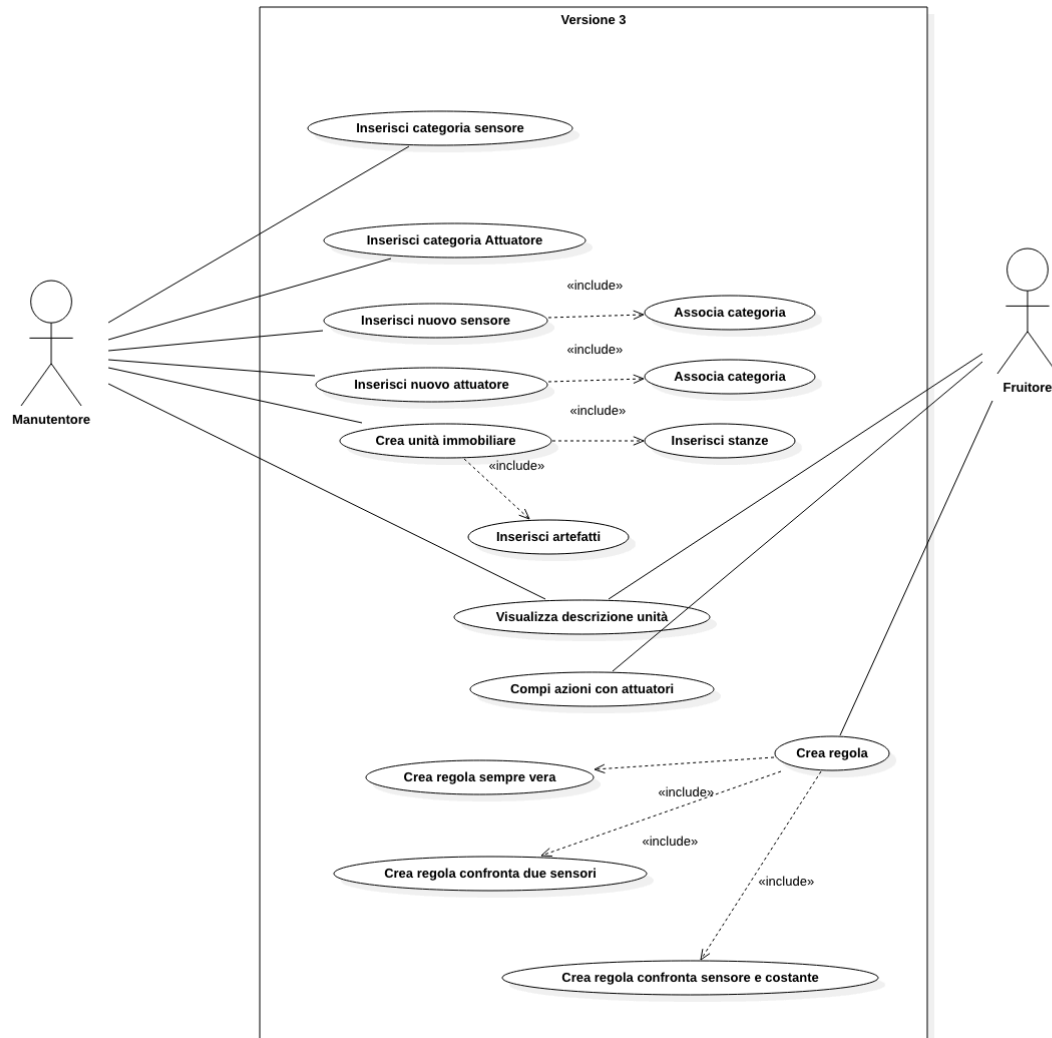 Versione 3
Inserisci categoria sensore
Inserisci categoria Attuatore
«include»
Inserisci nuovo sensore
Associa categoria
«include»
Inserisci nuovo attuatore
Associa categoria
Manutentore
Fruitore
«include»
Crea unità immobiliare
Inserisci stanze
«include»
Inserisci artefatti
Visualizza descrizione unità
Compi azioni con attuatori
Crea regola
Crea regola sempre vera
«include»
«include»
Crea regola confronta due sensori
«include»
Crea regola confronta sensore e costante